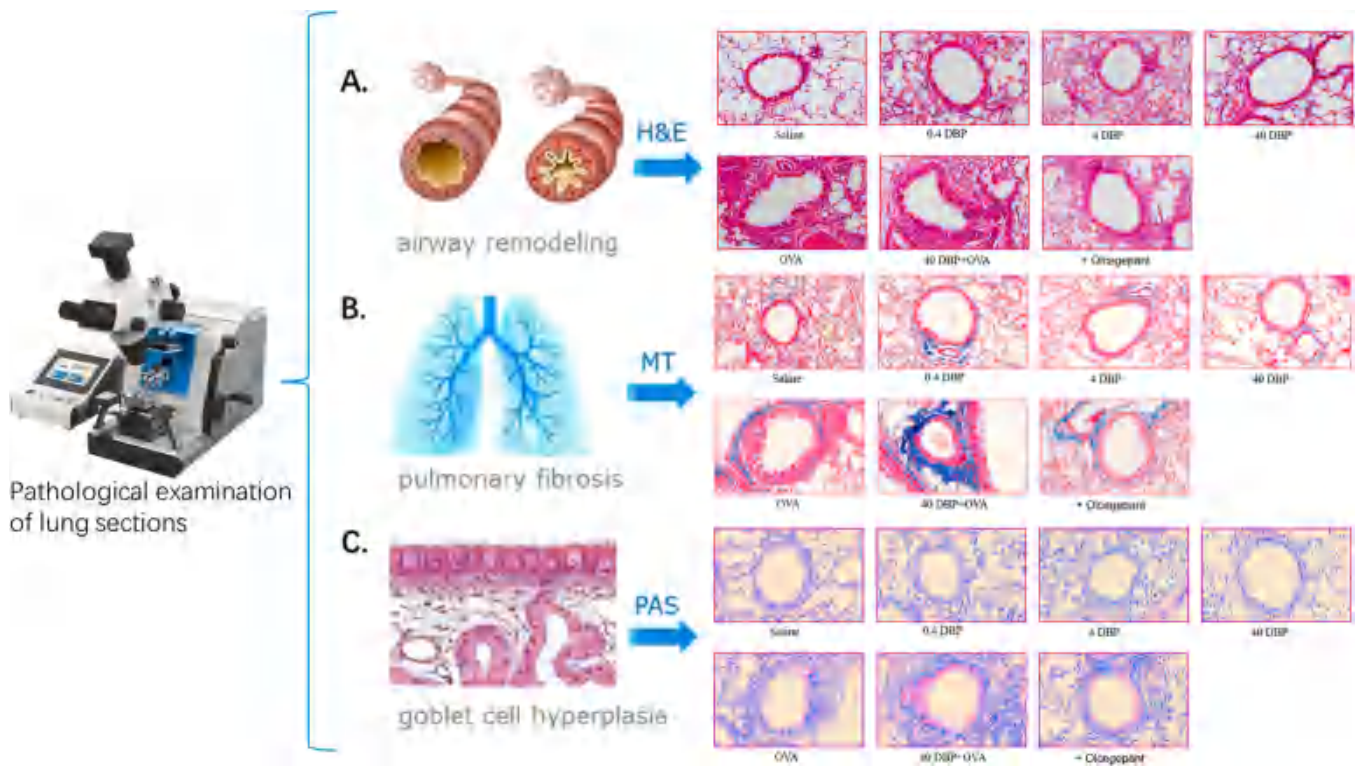 A.
H&E
airway remodeling
Saline
0.4 DBP
4 DBP
40 DBP
OVA
40 DBP+OVA
+ Olcegepant
B.
MT
pulmonary fibrosis
Saline
0.4 DBP
4 DBP
40 DBP
OVA
40 DBP+OVA
+ Olcegepant
Pathological examination
of lung sections
C.
PAS
goblet cell hyperplasia
Saline
0.4 DBP
4 DBP
40 DBP
OVA
40 DBP+OVA
+ Olcegepant